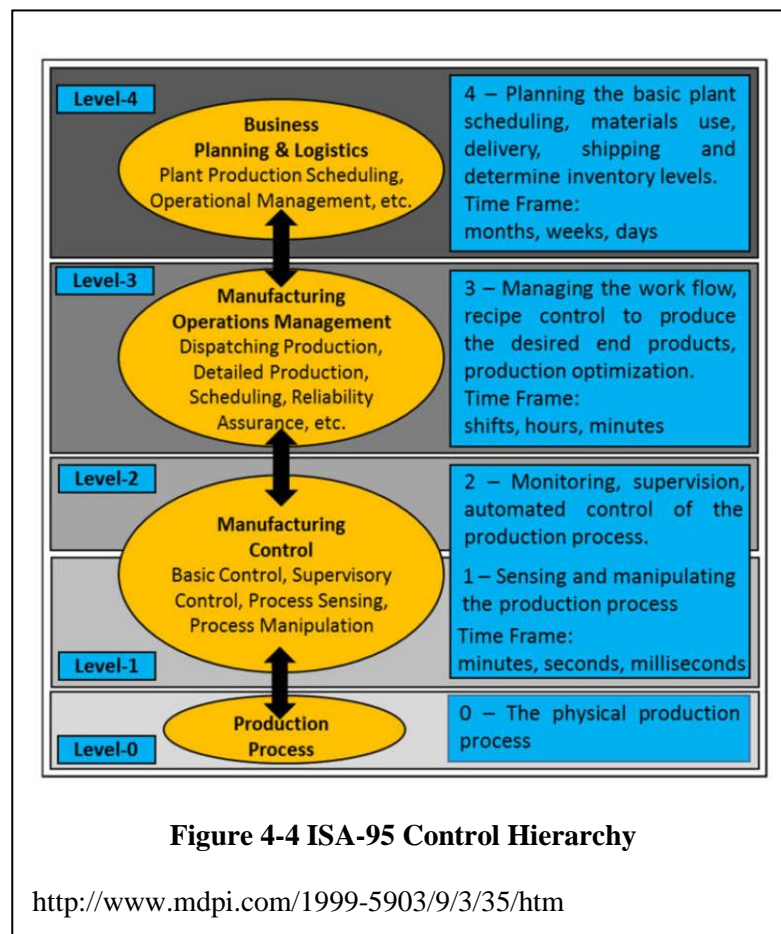 Level-4
Business
Planning & Logistics
Plant Production Scheduling,
Operational Management, etc.
4 – Planning the basic plant
scheduling, materials use,
delivery, shipping and
determine inventory levels.
Time Frame:
months, weeks, days
Level-3
Manufacturing
Operations Management
Dispatching Production,
Detailed Production,
Scheduling, Reliability
Assurance, etc.
3 – Managing the work flow,
recipe control to produce
the desired end products,
production optimization.
Time Frame:
shifts, hours, minutes
Level-2
Manufacturing
Control
Basic Control, Supervisory
Control, Process Sensing,
Process Manipulation
2 – Monitoring, supervision,
automated control of the
production process.
1 – Sensing and manipulating
the production process
Time Frame:
minutes, seconds, milliseconds
Level-1
Production
Process
0 – The physical production
process
Level-0
Figure 4-4 ISA-95 Control Hierarchy
http://www.mdpi.com/1999-5903/9/3/35/htm